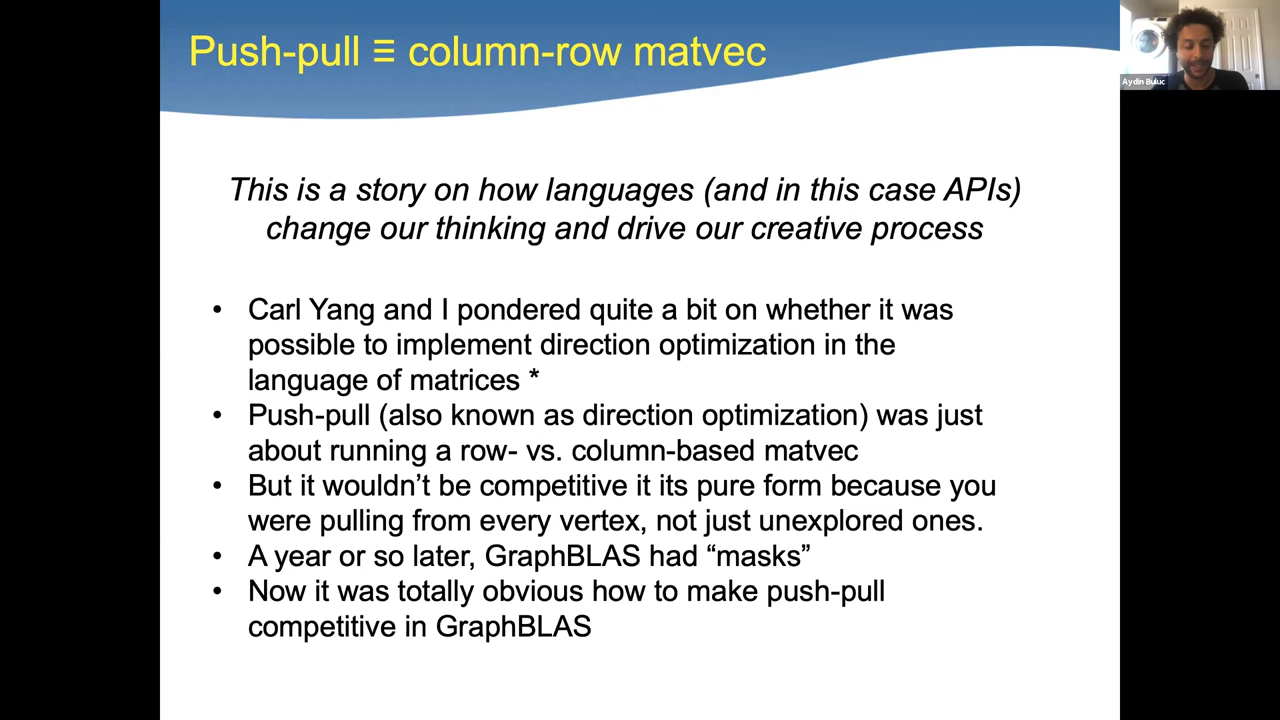 Push-pull ≡ column-row matvec
Aydin Buluc
This is a story on how languages (and in this case APIs)
change our thinking and drive our creative process
• Carl Yang and I pondered quite a bit on whether it was
possible to implement direction optimization in the
language of matrices *
• Push-pull (also known as direction optimization) was just
about running a row- vs. column-based matvec
• But it wouldn’t be competitive it its pure form because you
were pulling from every vertex, not just unexplored ones.
• A year or so later, GraphBLAS had “masks”
• Now it was totally obvious how to make push-pull
competitive in GraphBLAS